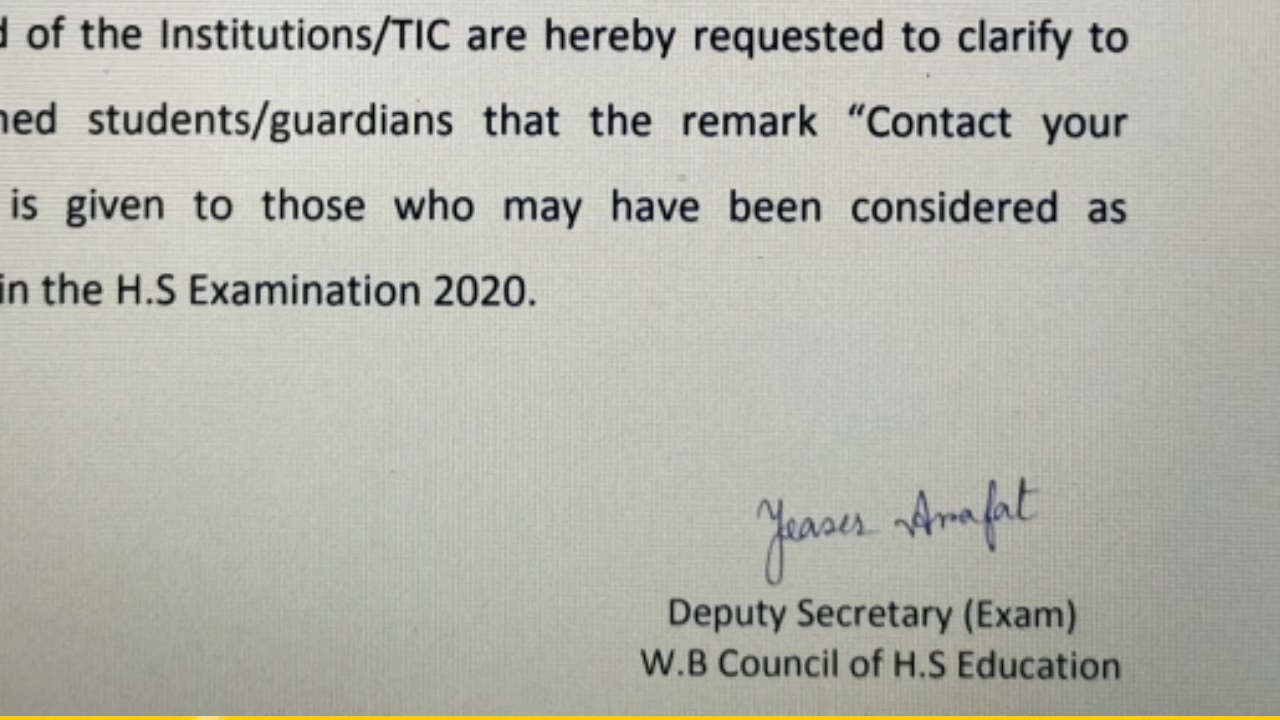 d of the Institutions/TIC are hereby requested to clarify to
ned students/guardians that the remark “Contact your
is given to those who may have been considered as
in the H.S Examination 2020.
Yeaser Arafat
Deputy Secretary (Exam)
W.B Council of H.S Education